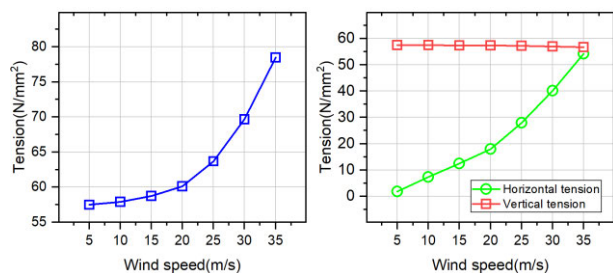 80
75
70
65
60
55
Tension(N/mm²)
5 10 15 20 25 30 35
Wind speed(m/s)
60
50
40
30
20
10
0
Tension(N/mm²)
Horizontal tension
Vertical tension
5 10 15 20 25 30 35
Wind speed(m/s)